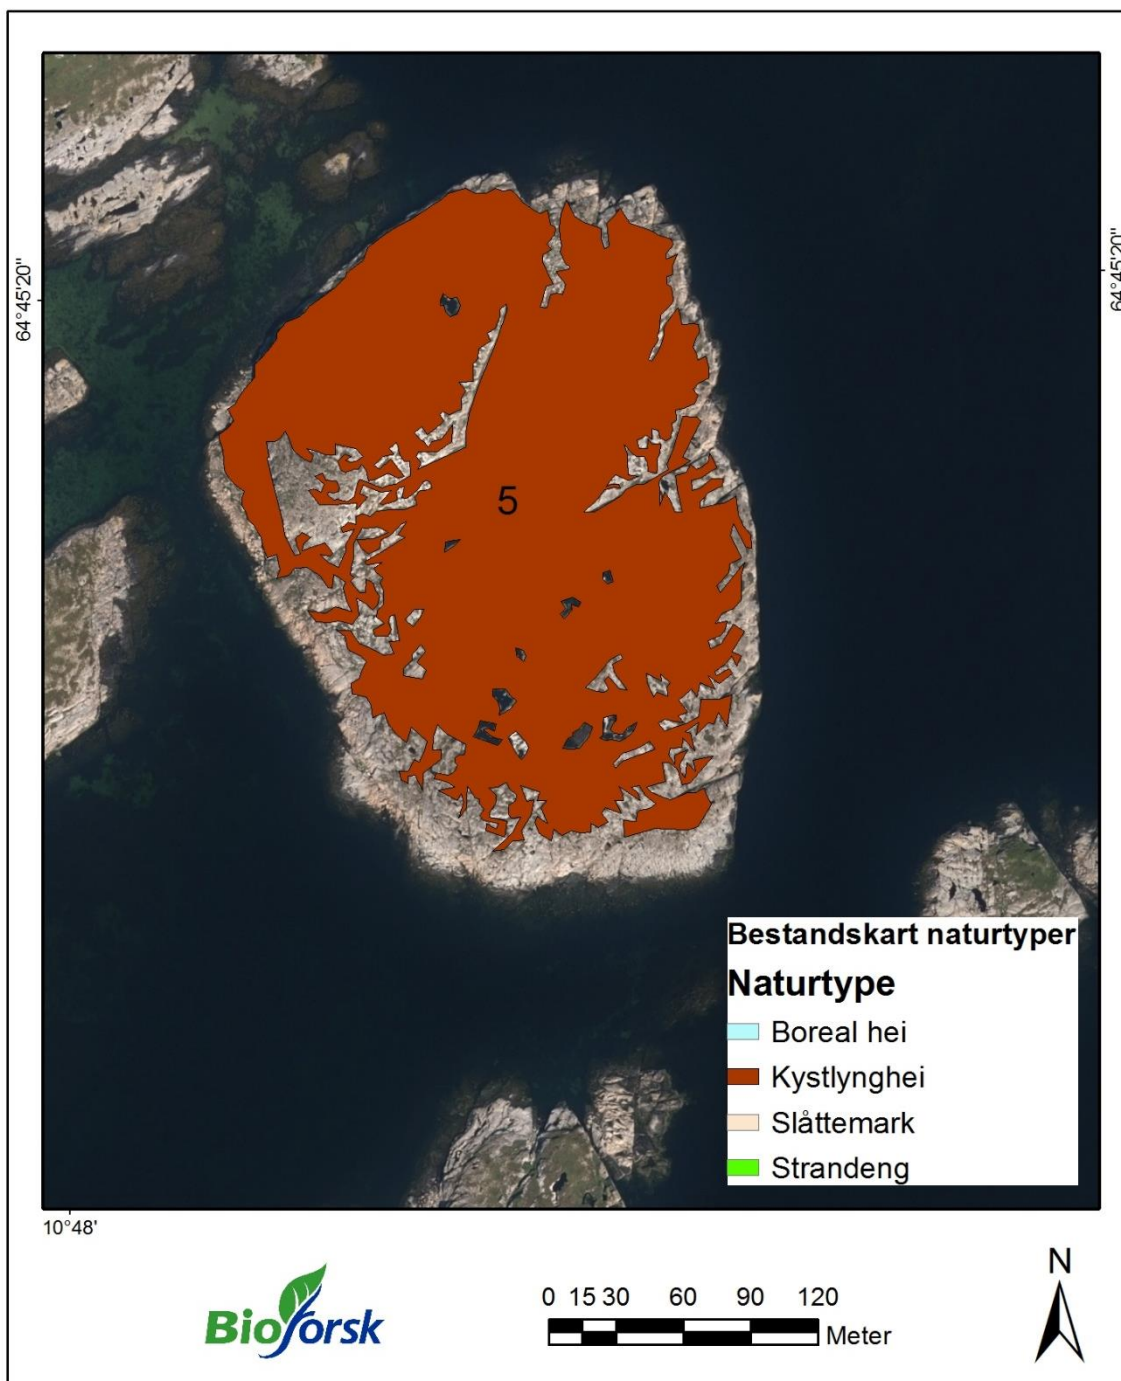 64°45'20"
64°45'20"
5
Bestandskart naturtyper
Naturtype
Boreal hei
Kystlynghei
Slåttemark
Strandeng
10°48'
Bioforsk
0 15 30 60 90 120
Meter
N